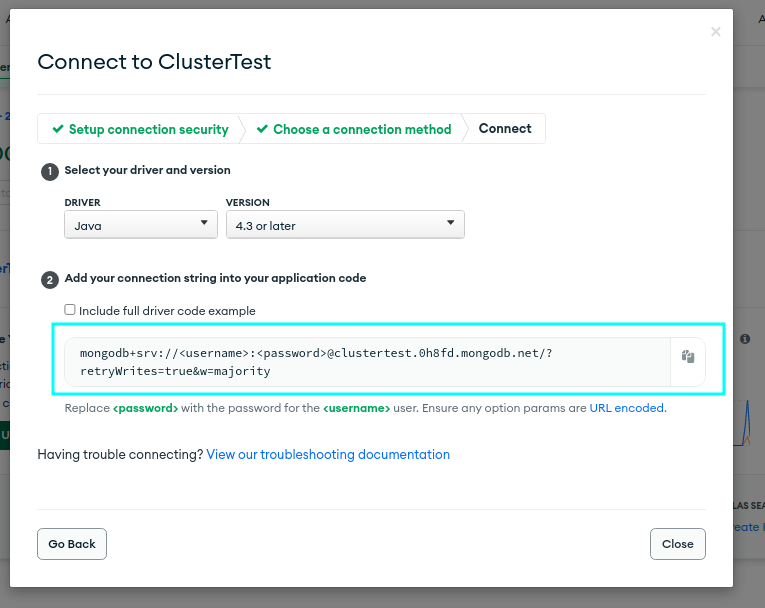 ×
Connect to ClusterTest
✔ Setup connection security ✔ Choose a connection method Connect
1 Select your driver and version
DRIVER VERSION
Java 4.3 or later
2 Add your connection string into your application code
Include full driver code example
mongodb+srv://<username>:<password>@clustertest.0h8fd.mongodb.net/?
retryWrites=true&w=majority
Replace <password> with the password for the <username> user. Ensure any option params are URL encoded.
Having trouble connecting? View our troubleshooting documentation
Go Back Close